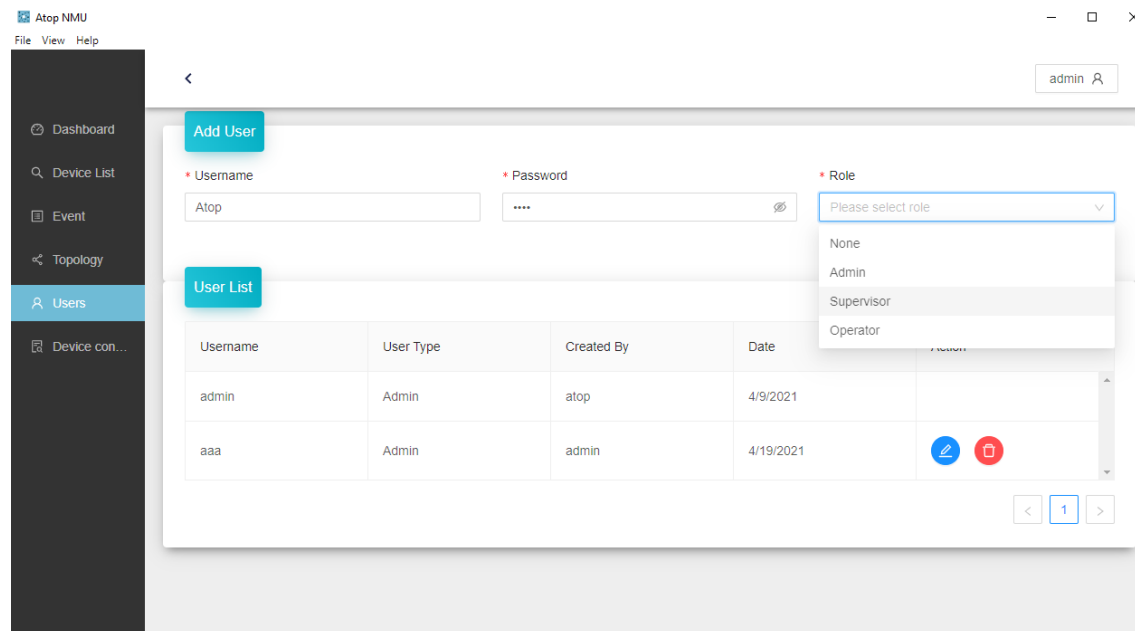 Atop NMU
File View Help
admin
Dashboard
Device List
Event
Topology
Users
Device con...
Add User
* Username
* Password
* Role
Atop
••••
Please select role
None
Admin
Supervisor
Operator
User List
Username
User Type
Created By
Date
Action
admin
Admin
atop
4/9/2021
aaa
Admin
admin
4/19/2021
< 1 >